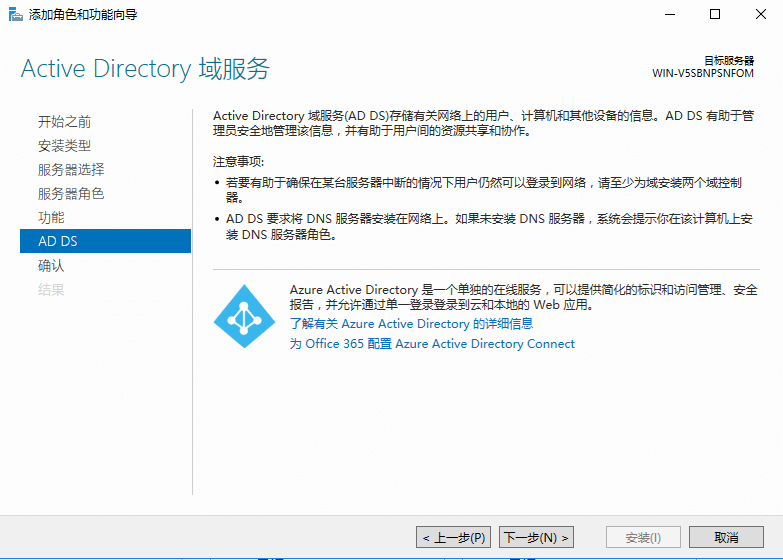 添加角色和功能向导
Active Directory 域服务
目标服务器
WIN-V5SBNPSNFOM
开始之前
安装类型
服务器选择
服务器角色
功能
AD DS
确认
结果
Active Directory 域服务(AD DS)存储有关网络上的用户、计算机和其他设备的信息。AD DS 有助于管
理员安全地管理该信息，并有助于用户间的资源共享和协作。
注意事项:
• 若要有助于确保在某台服务器中断的情况下用户仍然可以登录到网络，请至少为域安装两个域控制
器。
• AD DS 要求将 DNS 服务器安装在网络上。如果未安装 DNS 服务器，系统会提示你在该计算机上安
装 DNS 服务器角色。
Azure Active Directory 是一个单独的在线服务，可以提供简化的标识和访问管理、安全
报告，并允许通过单一登录登录到云和本地的 Web 应用。
了解有关 Azure Active Directory 的详细信息
为 Office 365 配置 Azure Active Directory Connect
< 上一步(P)
下一步(N) >
安装(I)
取消